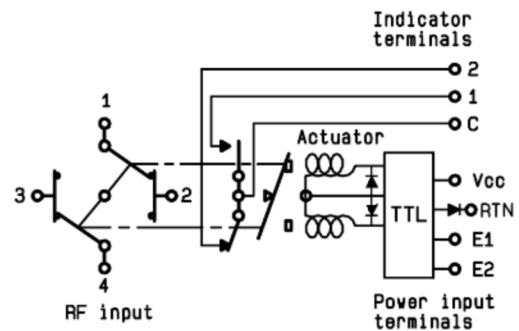 Indicator
terminals
2
1
C
Actuator
1
3
2
4
TTL
Vcc
RTN
E1
E2
RF input
Power input
terminals